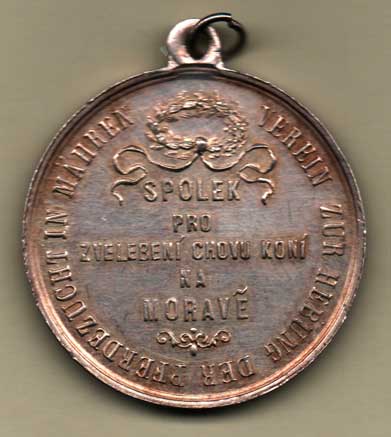 VEREIN ZUR HEBUNG DER PFERDEZUCHT IN MÄHREN
SPOLEK
PRO
ZVELEBENÍ CHOVU KONÍ
NA
MORAVĚ